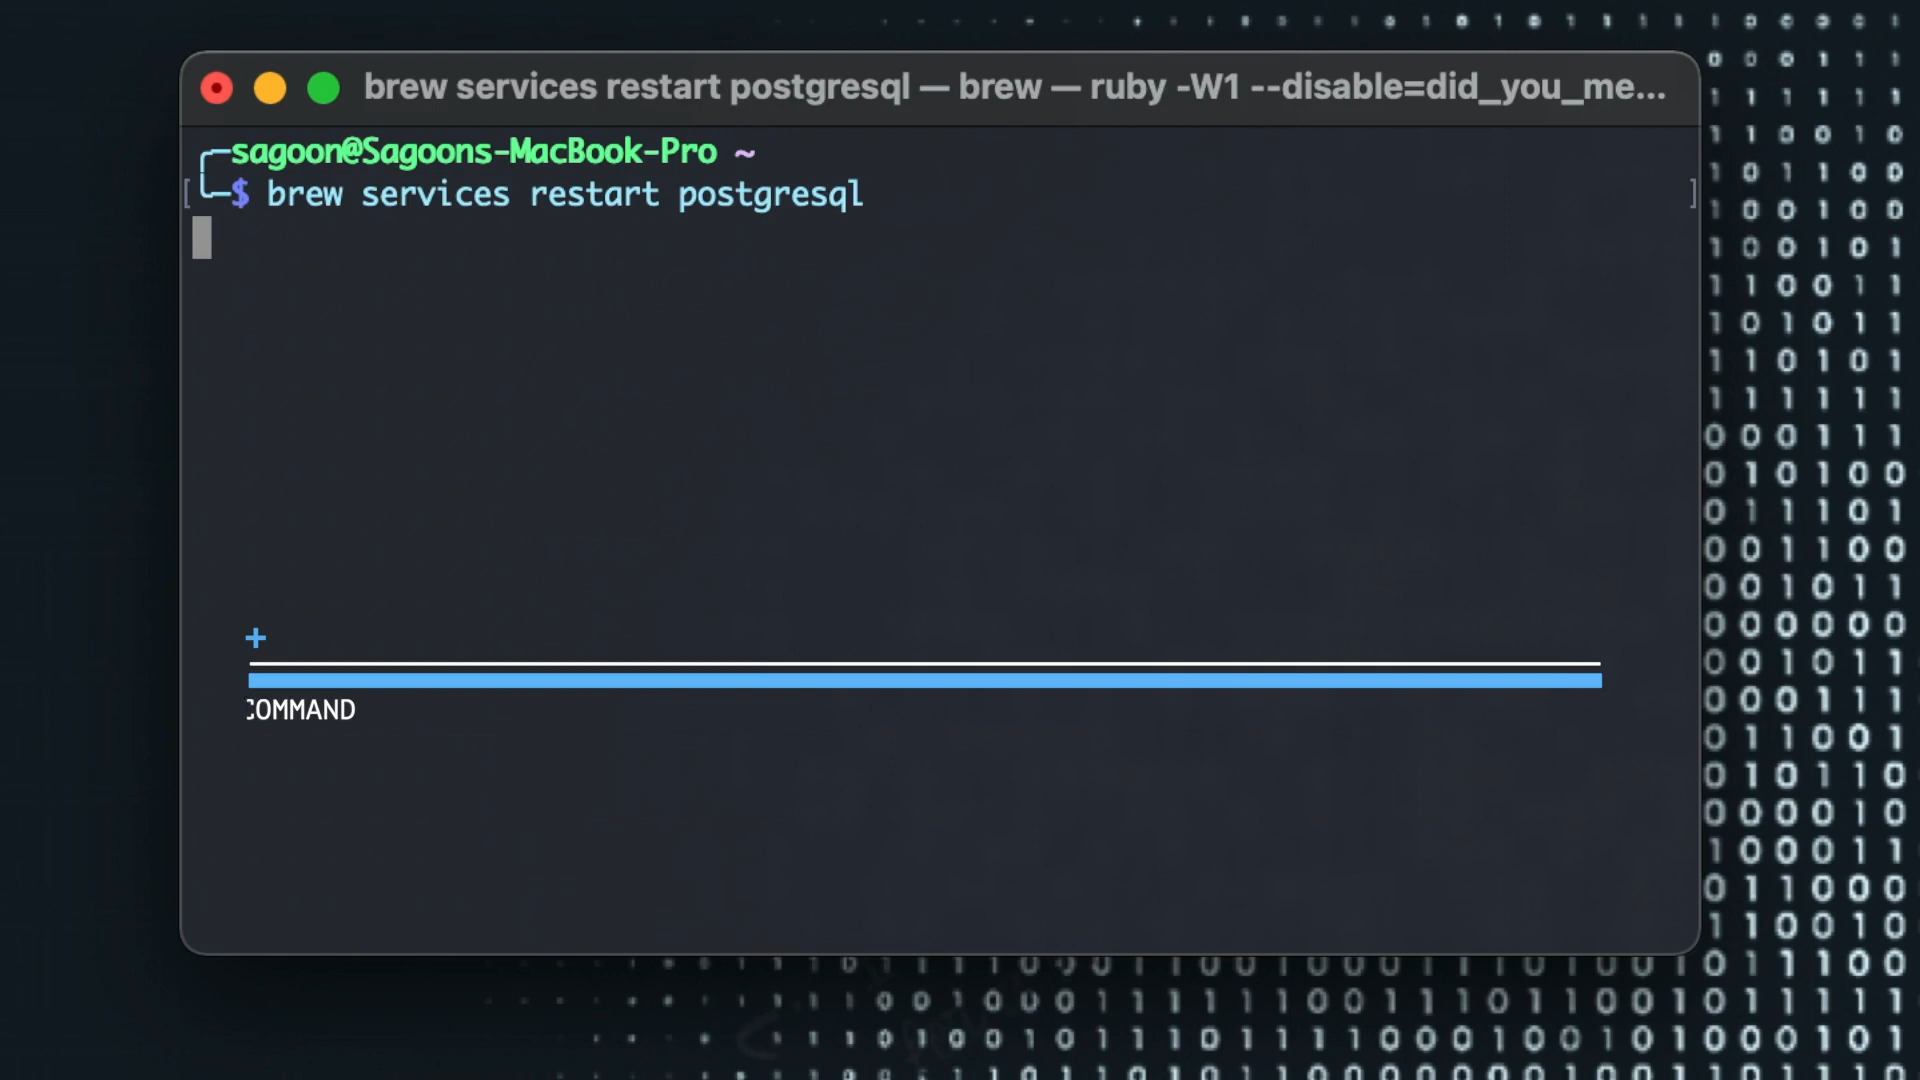 brew services restart postgresql — brew — ruby -W1 --disable=did_you_me...
sagoon@Sagoons-MacBook-Pro ~
$ brew services restart postgresql
+
COMMAND